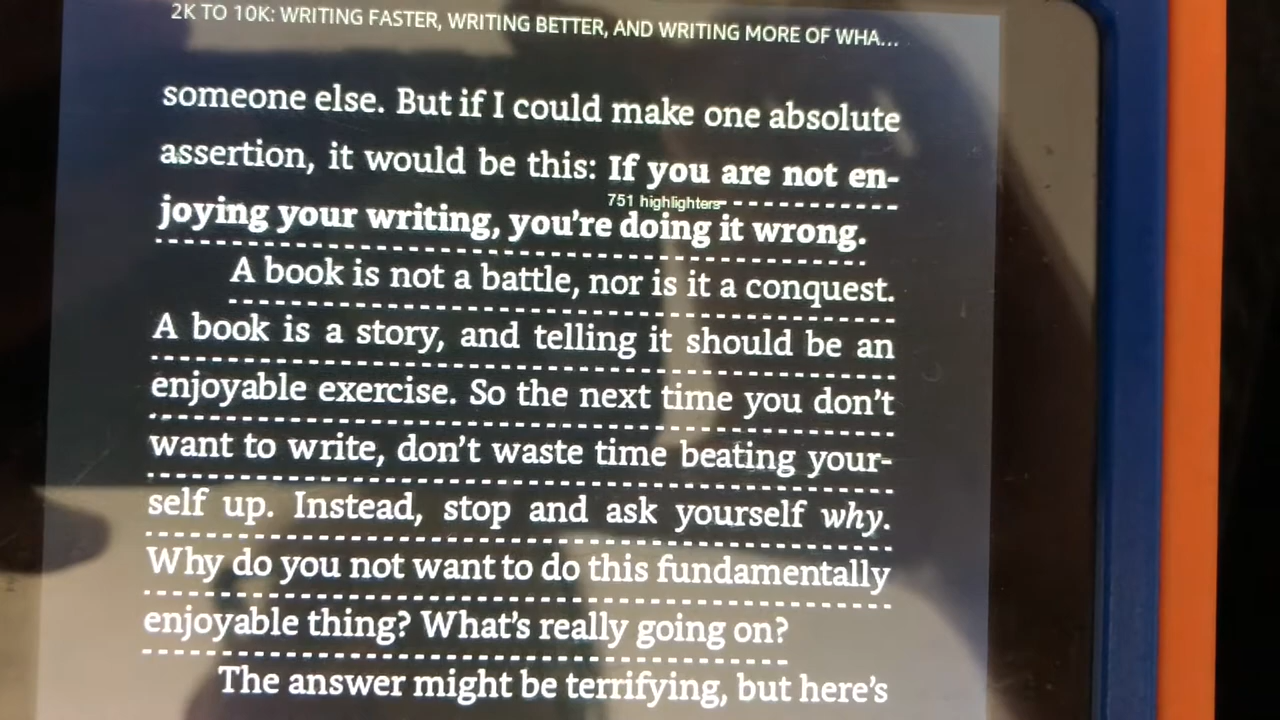 2K TO 10K: WRITING FASTER, WRITING BETTER, AND WRITING MORE OF WHA...
someone else. But if I could make one absolute
assertion, it would be this: If you are not en-
751 highlighters
joying your writing, you're doing it wrong.
A book is not a battle, nor is it a conquest.
A book is a story, and telling it should be an
enjoyable exercise. So the next time you don't
want to write, don't waste time beating your-
self up. Instead, stop and ask yourself why.
Why do you not want to do this fundamentally
enjoyable thing? What's really going on?
The answer might be terrifying, but here's